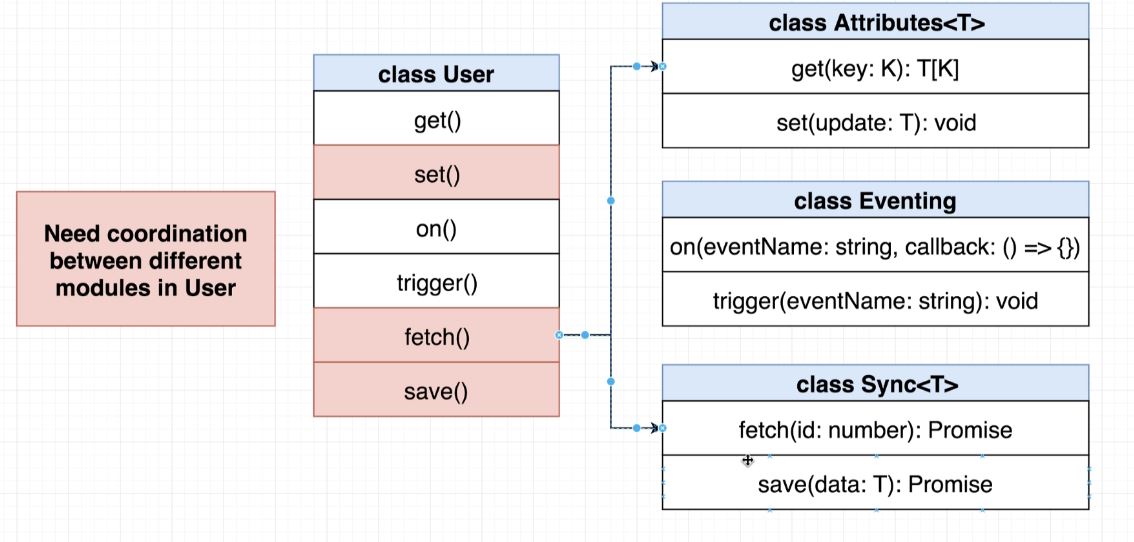 Need coordination
between different
modules in User
class User
get()
set()
on()
trigger()
fetch()
save()
class Attributes<T>
get(key: K): T[K]
set(update: T): void
class Eventing
on(eventName: string, callback: () => {})
trigger(eventName: string): void
class Sync<T>
fetch(id: number): Promise
save(data: T): Promise